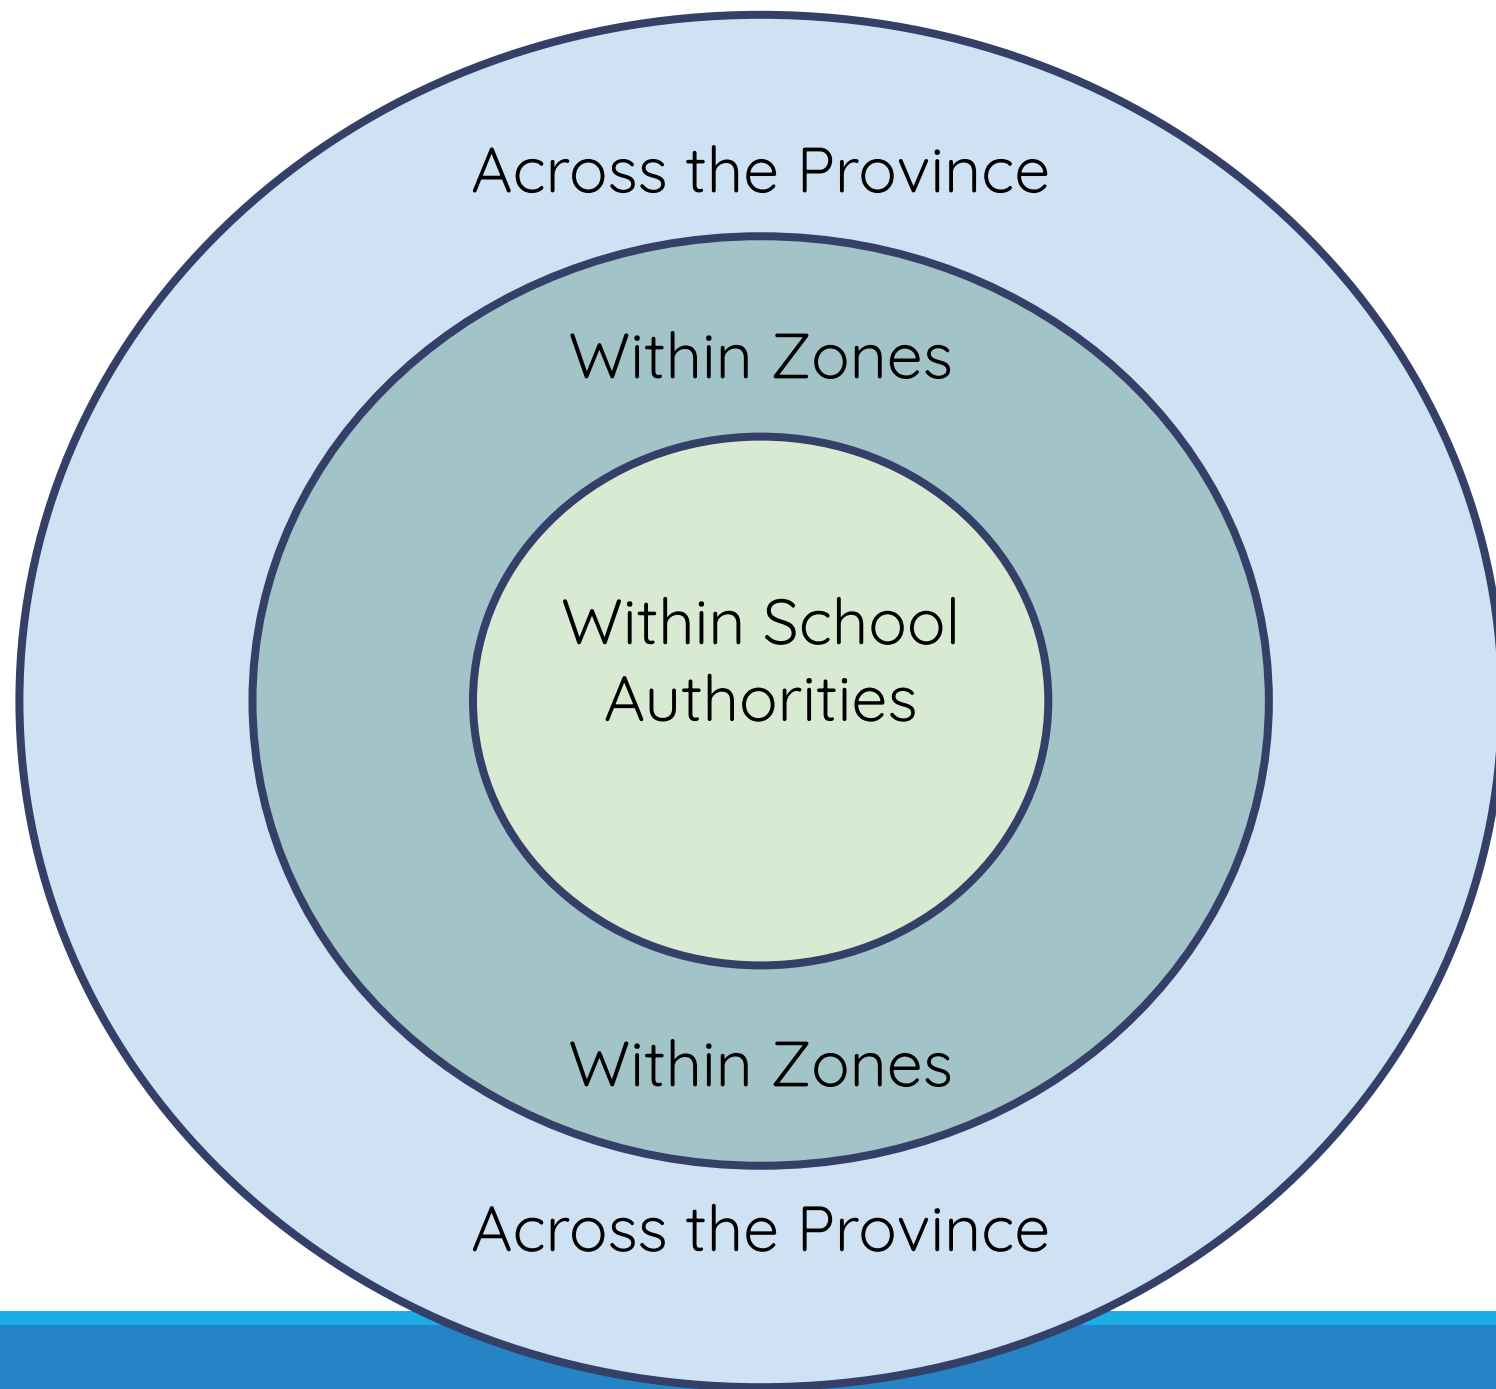 Across the Province
Within Zones
Within School
Authorities
Within Zones
Across the Province